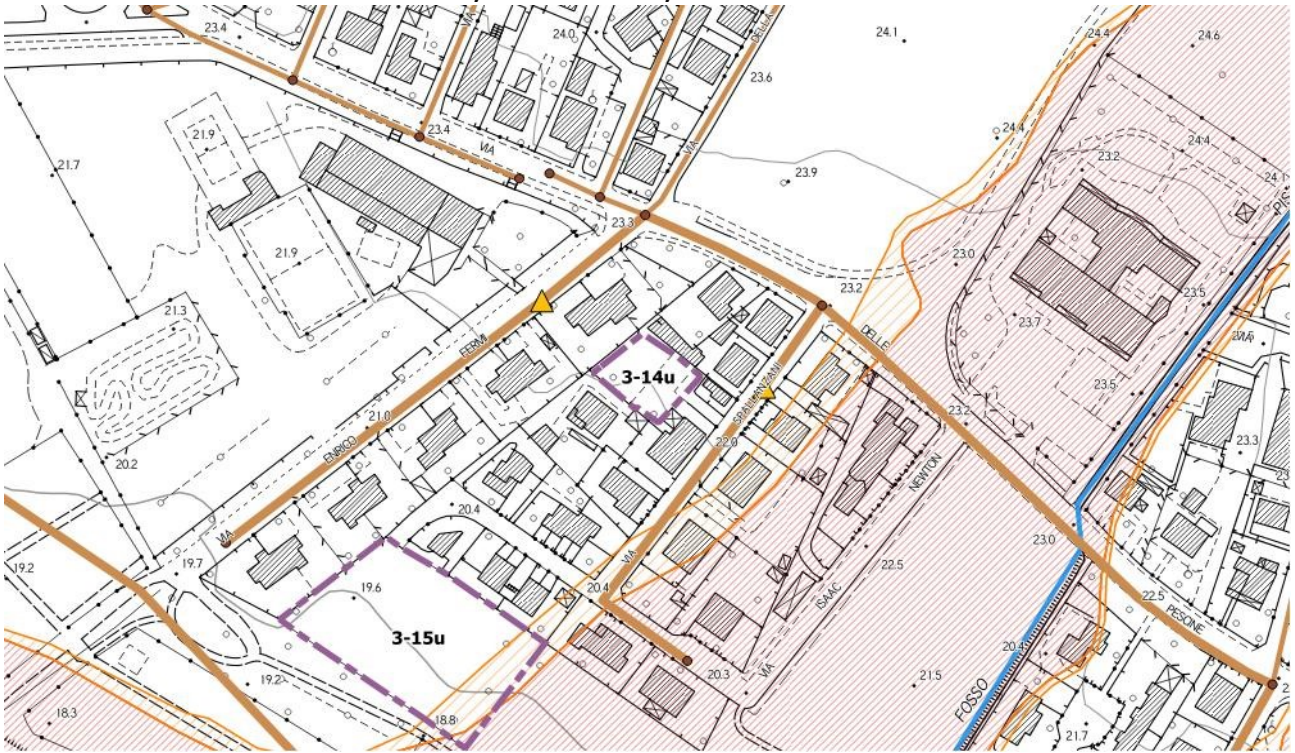 23.4
VIA
24.0
DELLA
24.1
24.4
24.6
23.6
23.4
VIA
VIA
21.9
21.7
24.4
24.4
23.2
24.1
23.9
23.3
21.9
23.0
23.2
23.5
23.7
21.3
FERMI
3-14u
DELLE
SPALLANZANI
23.5
23.2
21.0
22.0
23.3
ENRICO
20.2
NEWTON
20.4
VIA
VIA
23.0
19.2
19.7
19.6
20.4
22.5
ISAAC
22.5
PESONE
3-15u
20.4
20.3
VIA
19.2
21.5
FOSSO
18.3
18.8
21.7